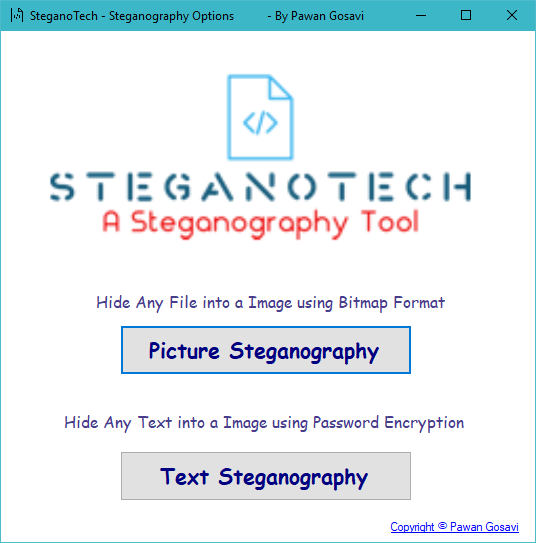 SteganoTech - Steganography Options - By Pawan Gosavi
</>
STEGANOTECH
A Steganography Tool
Hide Any File into a Image using Bitmap Format
Picture Steganography
Hide Any Text into a Image using Password Encryption
Text Steganography
Copyright © Pawan Gosavi